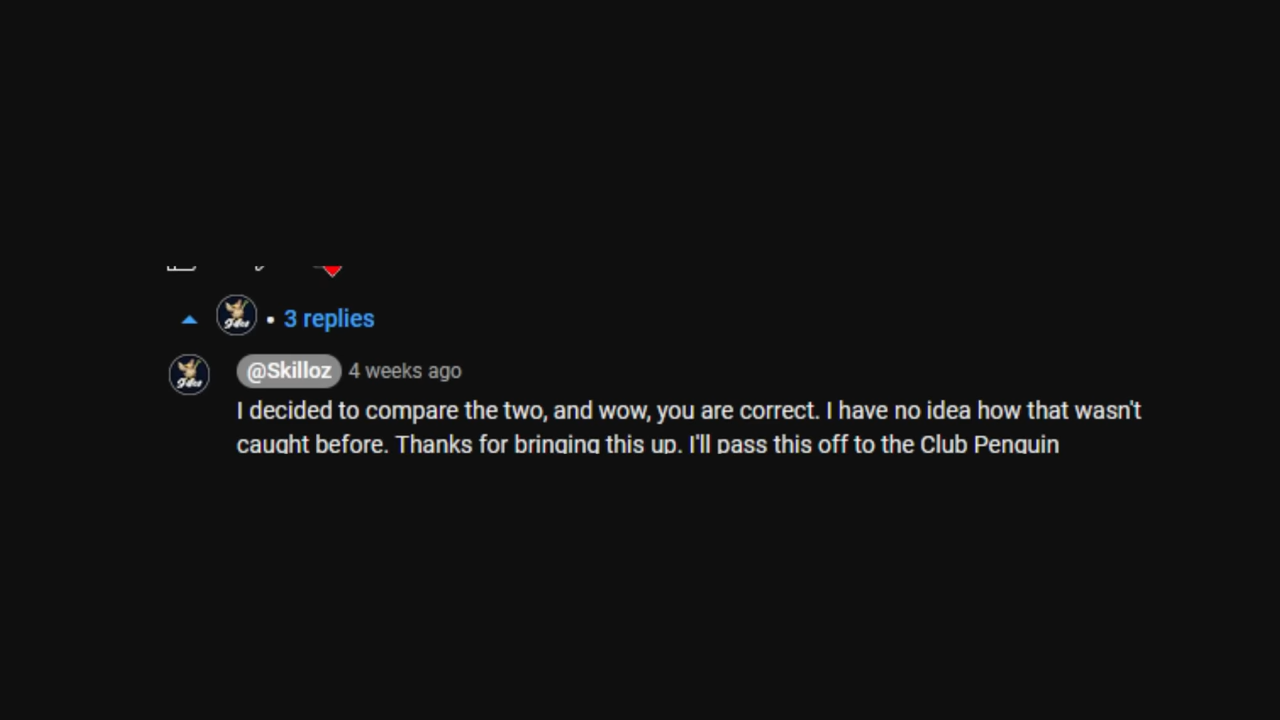 3 replies
@Skilloz 4 weeks ago
I decided to compare the two, and wow, you are correct. I have no idea how that wasn't
caught before. Thanks for bringing this up. I'll pass this off to the Club Penguin